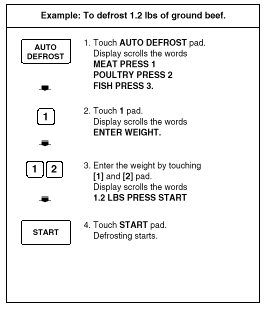 Example: To defrost 1.2 lbs of ground beef.
AUTO
DEFROST
1. Touch AUTO DEFROST pad.
Display scrolls the words
MEAT PRESS 1
POULTRY PRESS 2
FISH PRESS 3.
1
2. Touch 1 pad.
Display scrolls the words
ENTER WEIGHT.
1 2
3. Enter the weight by touching
[1] and [2] pad.
Display scrolls the words
1.2 LBS PRESS START
START
4. Touch START pad.
Defrosting starts.